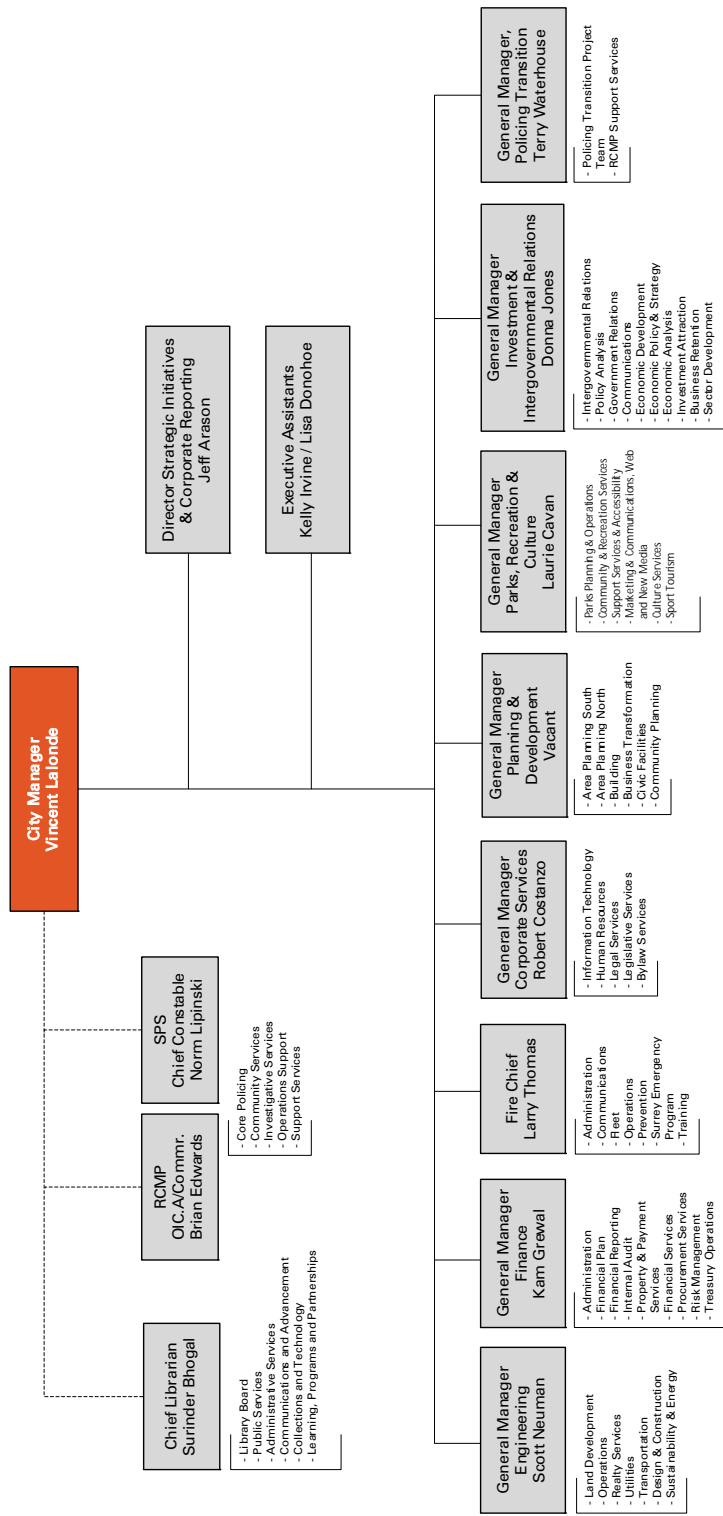 City Manager
Vincent Lalonde
Chief Librarian
Surinder Bhogal
- Library Board
- Public Services
- Administrative Services
- Communications and Advancement
- Collections and Technology
- Learning, Programs and Partnerships
RCMP
OIC.A/Commr.
Brian Edwards
SPS
Chief Constable
Norm Lipinski
- Core Policing
- Community Services
- Investigative Services
- Operations Support
- Support Services
Director Strategic Initiatives
& Corporate Reporting
Jeff Arason
Executive Assistants
Kelly Irvine / Lisa Donohoe
General Manager
Engineering
Scott Neuman
- Land Development
- Operations
- Realty Services
- Utilities
- Transportation
- Design & Construction
- Sustainability & Energy
General Manager
Finance
Kam Grewal
- Administration
- Financial Plan
- Financial Reporting
- Internal Audit
- Property & Payment
Services
- Financial Services
- Procurement Services
- Risk Management
- Treasury Operations
Fire Chief
Larry Thomas
- Administration
- Communications
- Fleet
- Operations
- Prevention
- Surrey Emergency
Program
- Training
General Manager
Corporate Services
Robert Costanzo
- Information Technology
- Human Resources
- Legal Services
- Legislative Services
- Bylaw Services
General Manager
Planning &
Development
Vacant
- Area Planning South
- Area Planning North
- Building
- Business Transformation
- Civic Facilities
- Community Planning
General Manager
Parks, Recreation &
Culture
Laurie Cavan
- Parks Planning & Operations
- Community & Recreation Services
- Support Services & Accessibility
- Marketing & Communications, Web
and New Media
- Culture Services
- Sport Tourism
General Manager
Investment &
Intergovernmental Relations
Donna Jones
- Intergovernmental Relations
- Policy Analysis
- Government Relations
- Communications
- Economic Development
- Economic Policy & Strategy
- Economic Analysis
- Investment Attraction
- Business Retention
- Sector Development
General Manager,
Policing Transition
Terry Waterhouse
- Policing Transition Project
Team
- RCMP Support Services